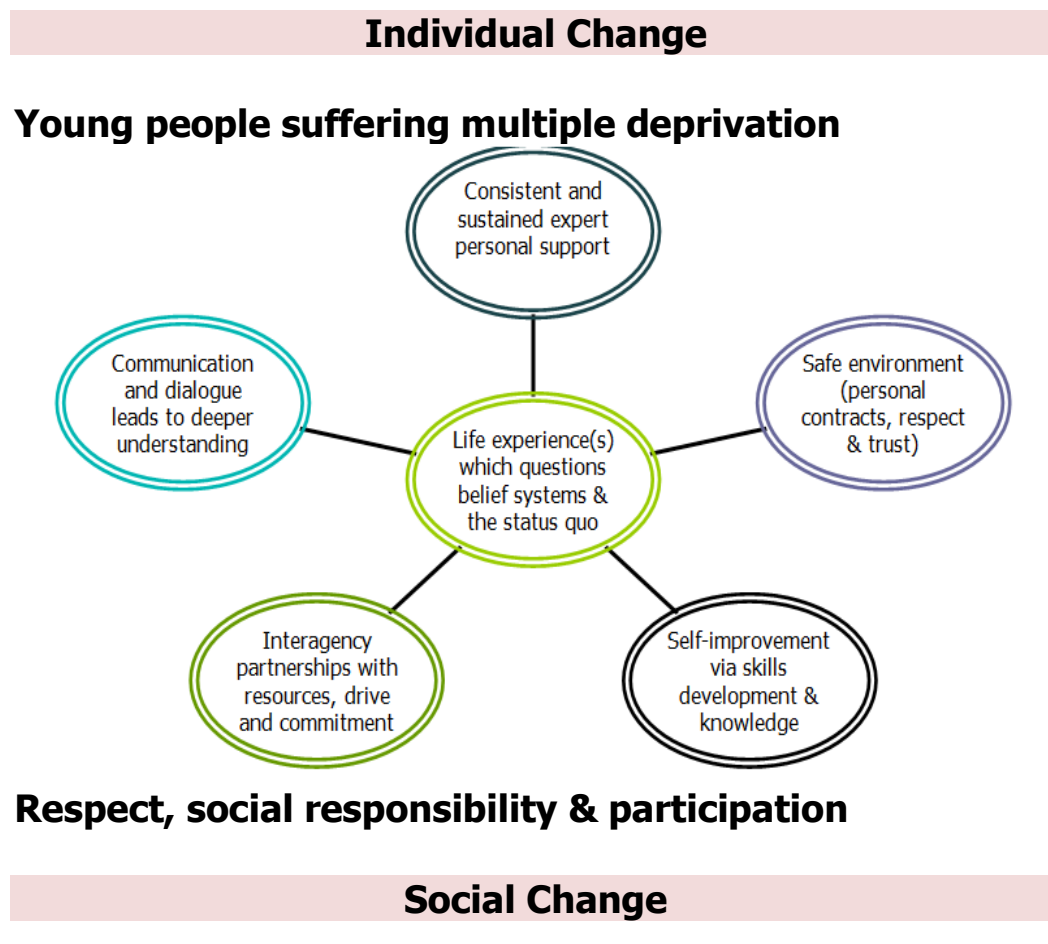 Individual Change
Young people suffering multiple deprivation
Consistent and
sustained expert
personal support
Communication
and dialogue
leads to deeper
understanding
Safe environment
(personal
contracts, respect
& trust)
Life experience(s)
which questions
belief systems &
the status quo
Interagency
partnerships with
resources, drive
and commitment
Self-improvement
via skills
development &
knowledge
Respect, social responsibility & participation
Social Change